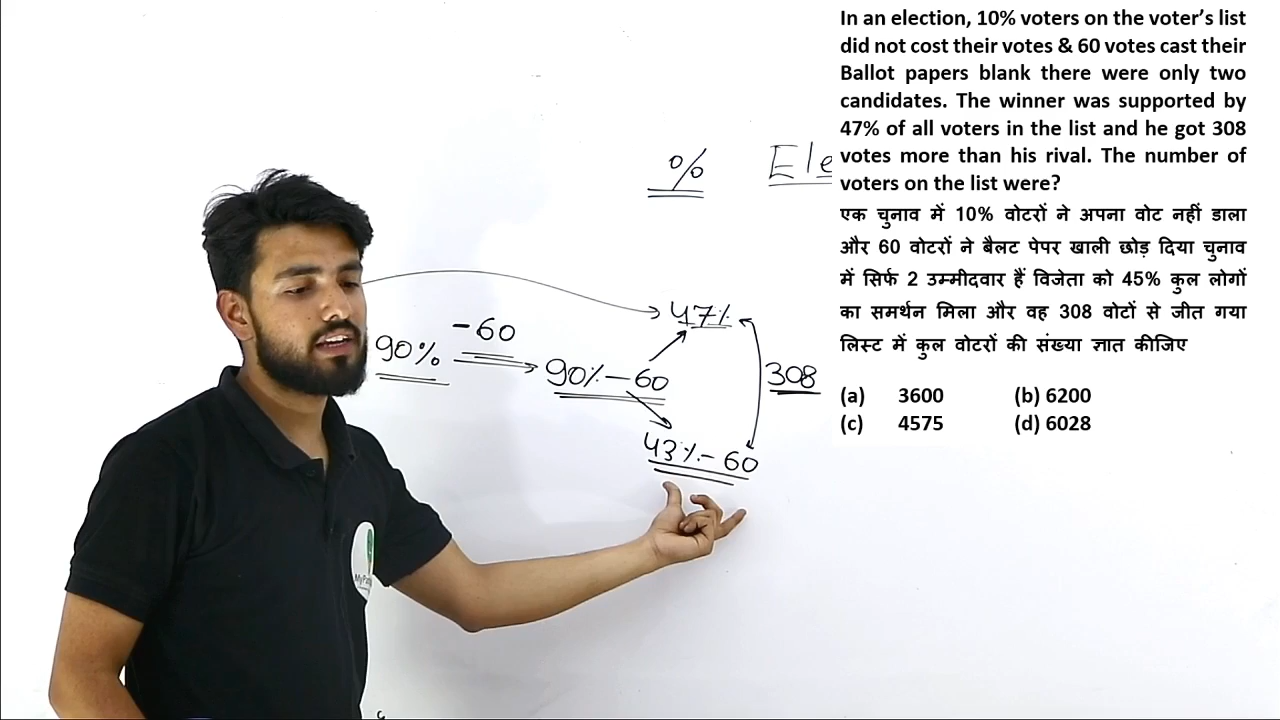 In an election, 10% voters on the voter's list
did not cost their votes & 60 votes cast their
Ballot papers blank there were only two
candidates. The winner was supported by
47% of all voters in the list and he got 308
votes more than his rival. The number of
voters on the list were?
एक चुनाव में 10% वोटरों ने अपना वोट नहीं डाला
और 60 वोटरों ने बैलट पेपर खाली छोड़ दिया चुनाव
में सिर्फ 2 उम्मीदवार हैं विजेता को 45% कुल लोगों
का समर्थन मिला और वह 308 वोटों से जीत गया
लिस्ट में कुल वोटरों की संख्या ज्ञात कीजिए
(a) 3600 (b) 6200
(c) 4575 (d) 6028
% Ele
47%
90% -60 90%-60 308
43%-60